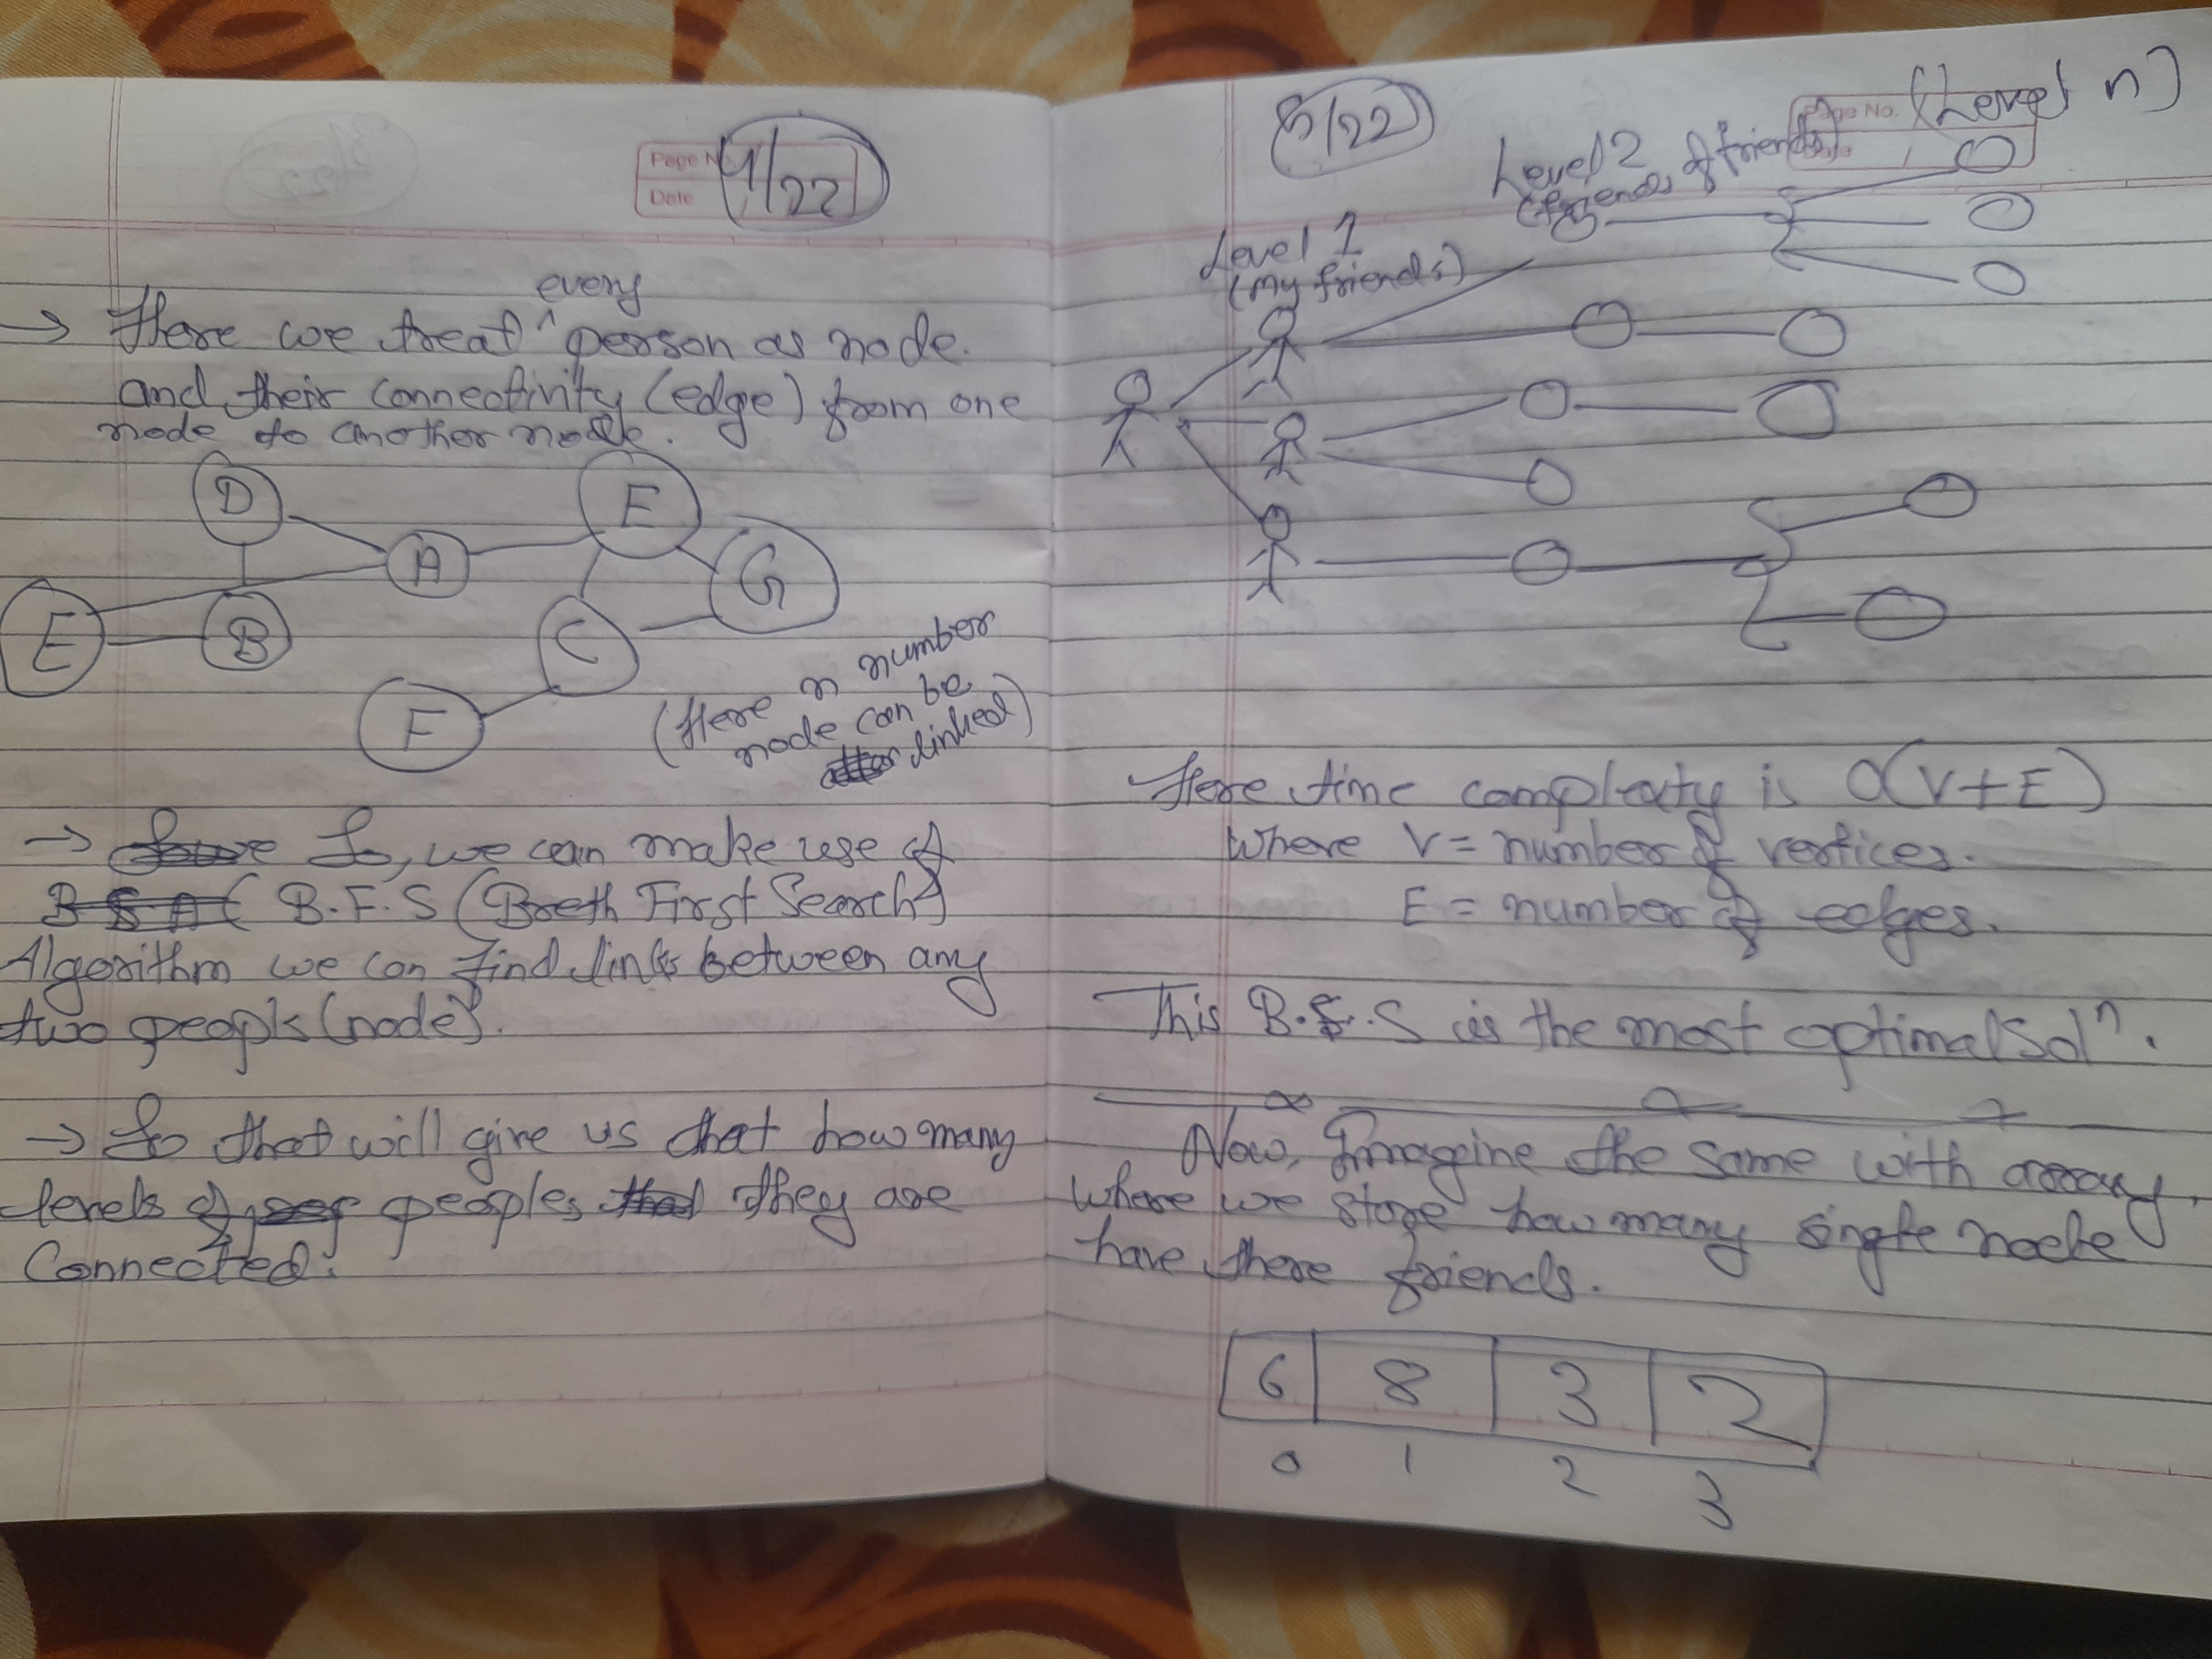 Page No.
Date
4/22
every
→ Here we treat ^ person as node.
and their connectivity (edge) from one
node to another node.
D
E
A
G
E
B
C
F
(Here n number
node can be
linked)
→ So, we can make use of
B.F.S (Breth First Search)
Algorithm we can find links between any
two people (node).
→ So that will give us that how many
levels of peoples they are
connected.
5/22
Page No.
Date
(Level n)
Level 1
(my friends)
Level 2
(friends of friends)
Here time complexity is O(V+E)
where V = number of vertices.
E = number of edges.
This B.F.S is the most optimal Solⁿ.
Now, Imagine the same with array,
where we store how many single node
have there friends.
6 8 3 2
0 1 2 3